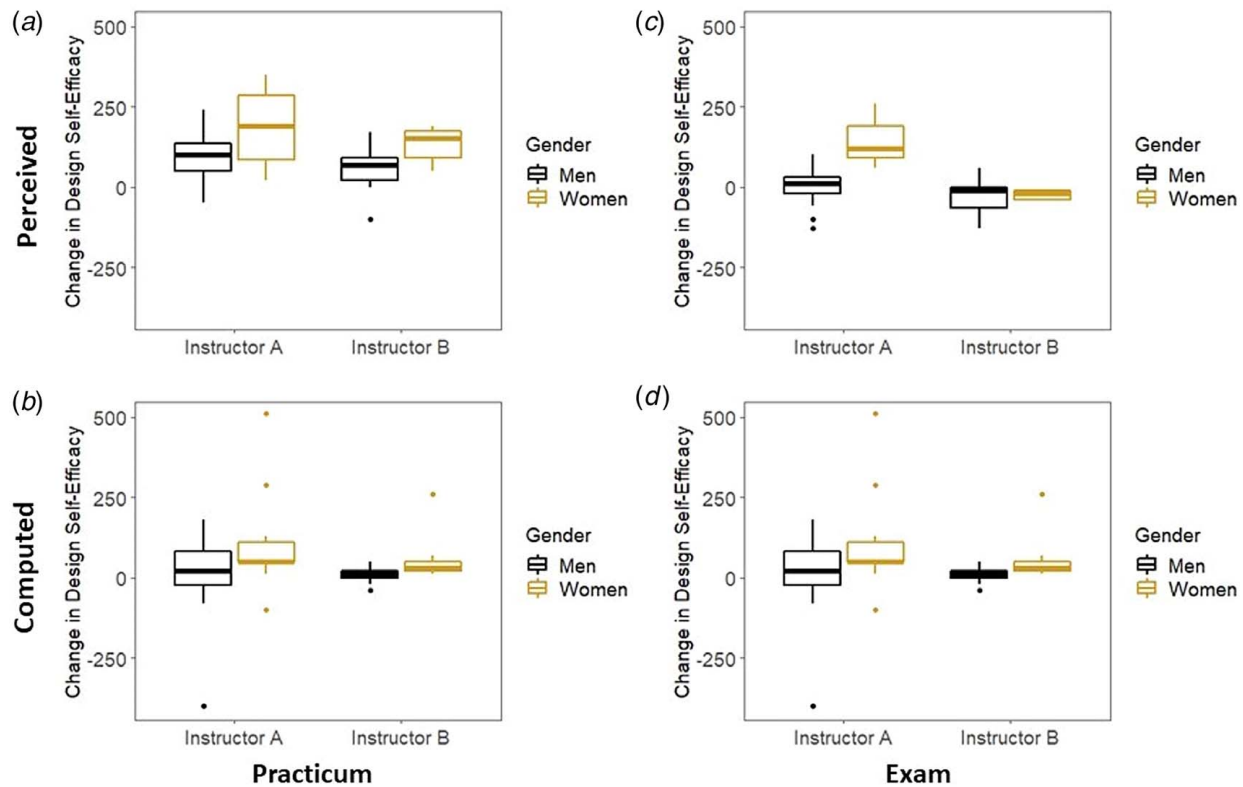 (a)
Perceived
Change in Design Self-Efficacy
500
250
0
-250
Instructor A Instructor B
Gender
Men
Women
(c)
Change in Design Self-Efficacy
500
250
0
-250
Instructor A Instructor B
Gender
Men
Women
(b)
Computed
Change in Design Self-Efficacy
500
250
0
-250
Instructor A Instructor B
Practicum
Gender
Men
Women
(d)
Change in Design Self-Efficacy
500
250
0
-250
Instructor A Instructor B
Exam
Gender
Men
Women